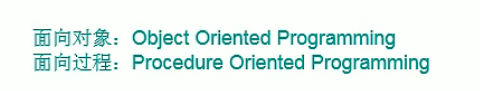 面向对象：Object Oriented Programming
面向过程：Procedure Oriented Programming